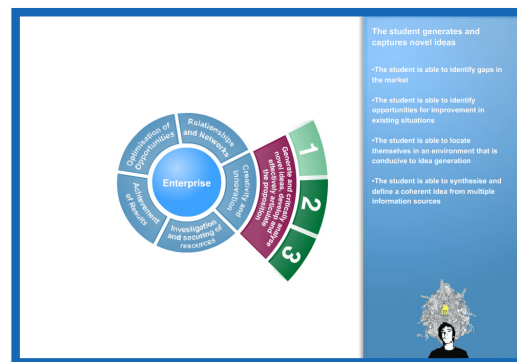 Optimisation of
Opportunities
Relationships
and Networks
Creativity and
Innovation
Investigation
and securing of
resources
Achievement
of Results
Enterprise
Generate and critically analyse
novel ideas, develop and
effectively articulate
the proposition
1
2
3
The student generates and
captures novel ideas
•The student is able to identify gaps in
the market
•The student is able to identify
opportunities for improvement in
existing situations
•The student is able to locate
themselves in an environment that is
conducive to idea generation
•The student is able to synthesise and
define a coherent idea from multiple
information sources